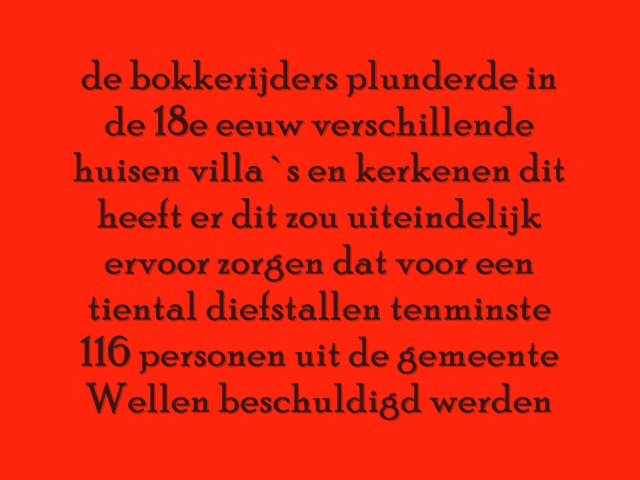 de bokkerijders plunderde in
de 18e eeuw verschillende
huisen villa`s en kerkenen dit
heeft er dit zou uiteindelijk
ervoor zorgen dat voor een
tiental diefstallen tenminste
116 personen uit de gemeente
Wellen beschuldigd werden